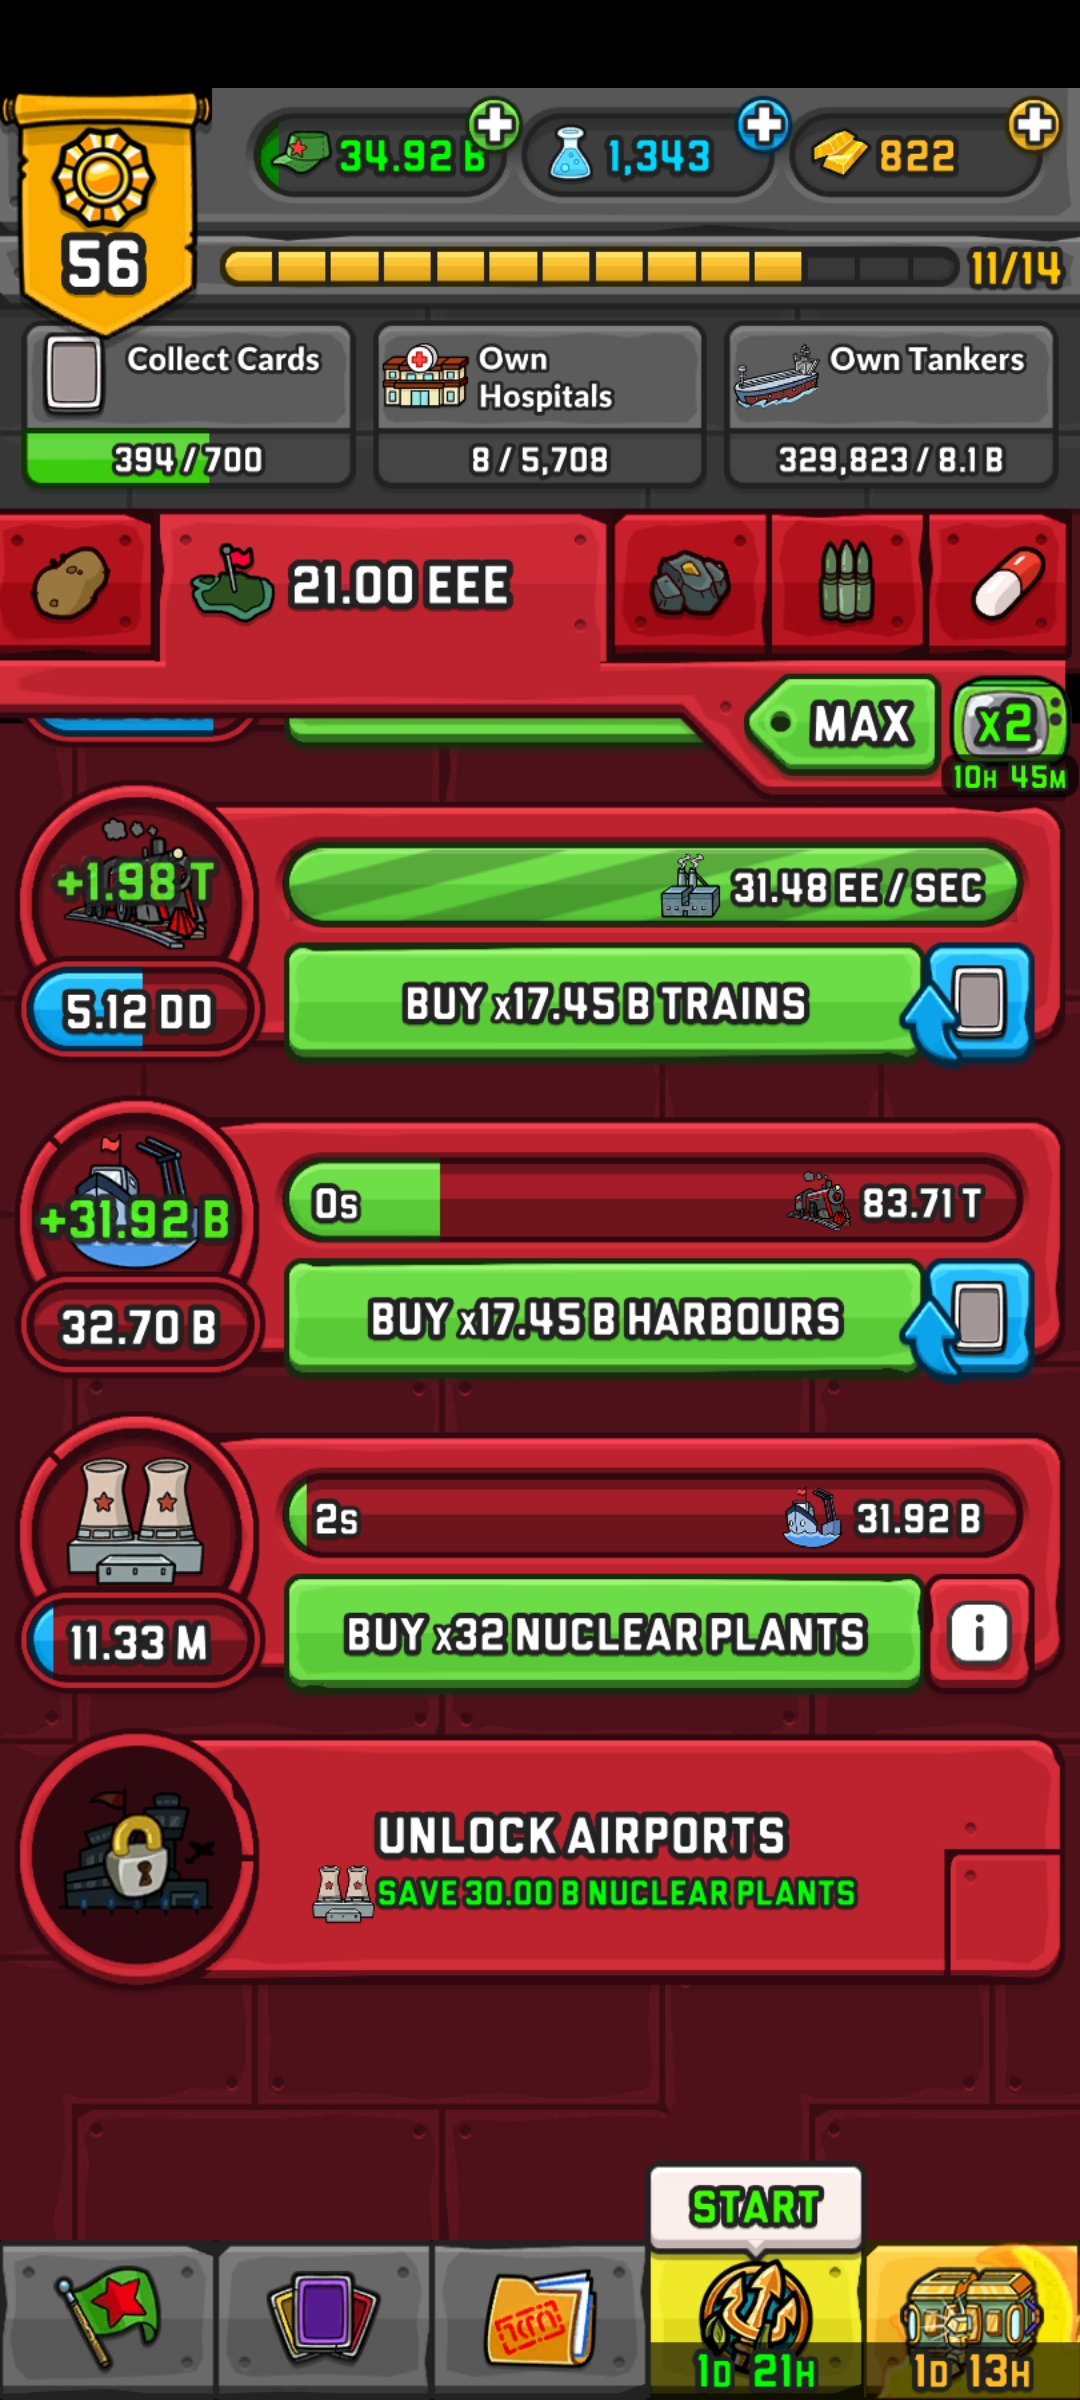 34.92 B
1,343
822
56
11/14
Collect Cards
394/700
Own
Hospitals
8/5,708
Own Tankers
329,823/8.1 B
21.00 EEE
MAX
x2
10H 45M
+1.98 T
31.48 EE/SEC
5.12 DD
BUY x17.45 B TRAINS
+31.92 B
0s
83.71 T
32.70 B
BUY x17.45 B HARBOURS
2s
31.92 B
11.33 M
BUY x32 NUCLEAR PLANTS
i
UNLOCK AIRPORTS
SAVE 30.00 B NUCLEAR PLANTS
START
1D 21H
1D 13H